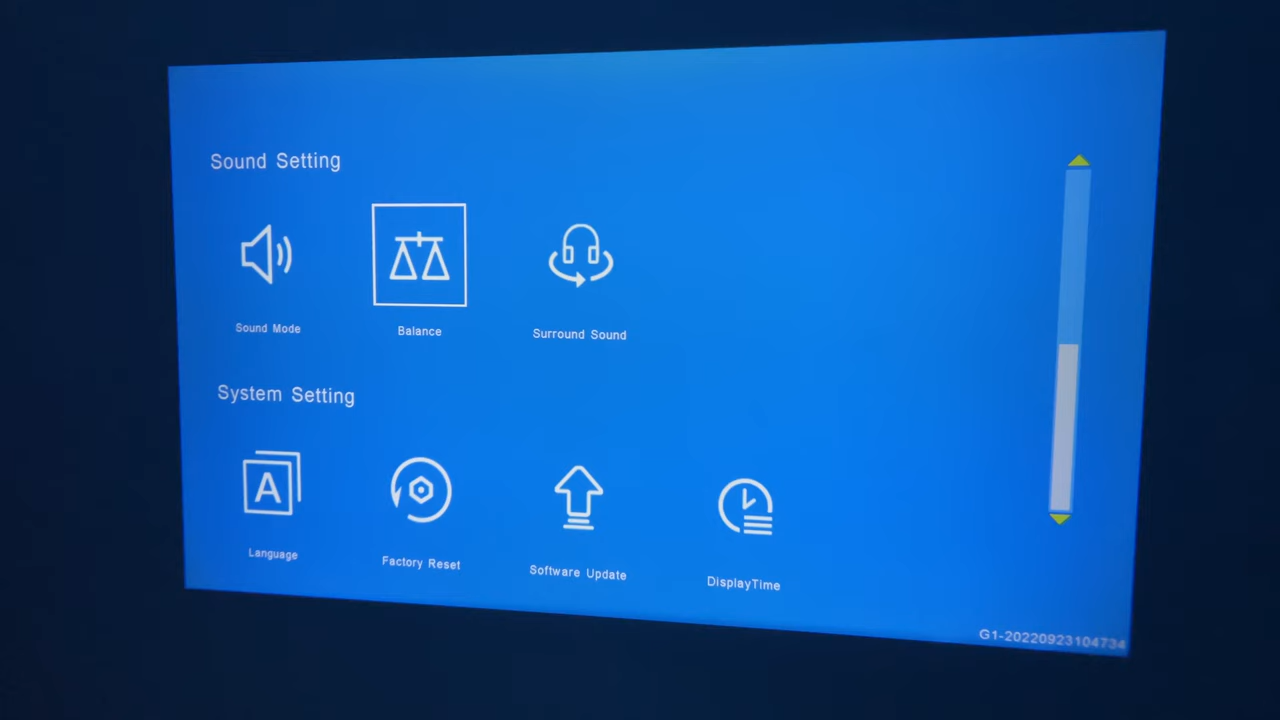 Sound Setting
Sound Mode
Balance
Surround Sound
System Setting
A
Language
Factory Reset
Software Update
DisplayTime
G1-20220923104734